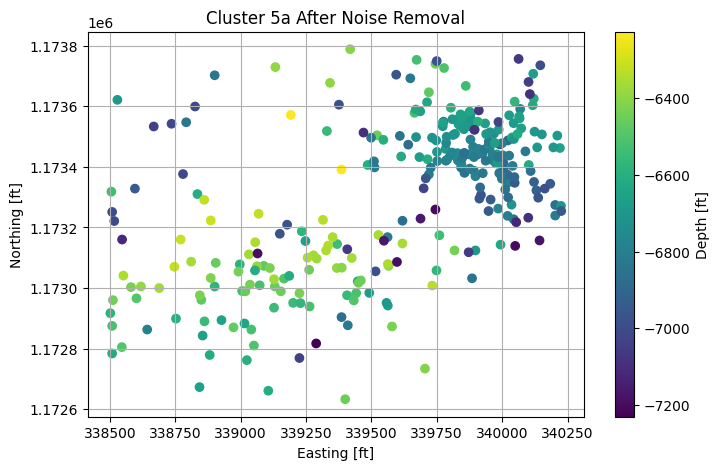 Cluster 5a After Noise Removal
1e6
1.1738
1.1736
1.1734
1.1732
1.1730
1.1728
1.1726
Northing [ft]
338500 338750 339000 339250 339500 339750 340000 340250
Easting [ft]
−6400
−6600
−6800
−7000
−7200
Depth [ft]